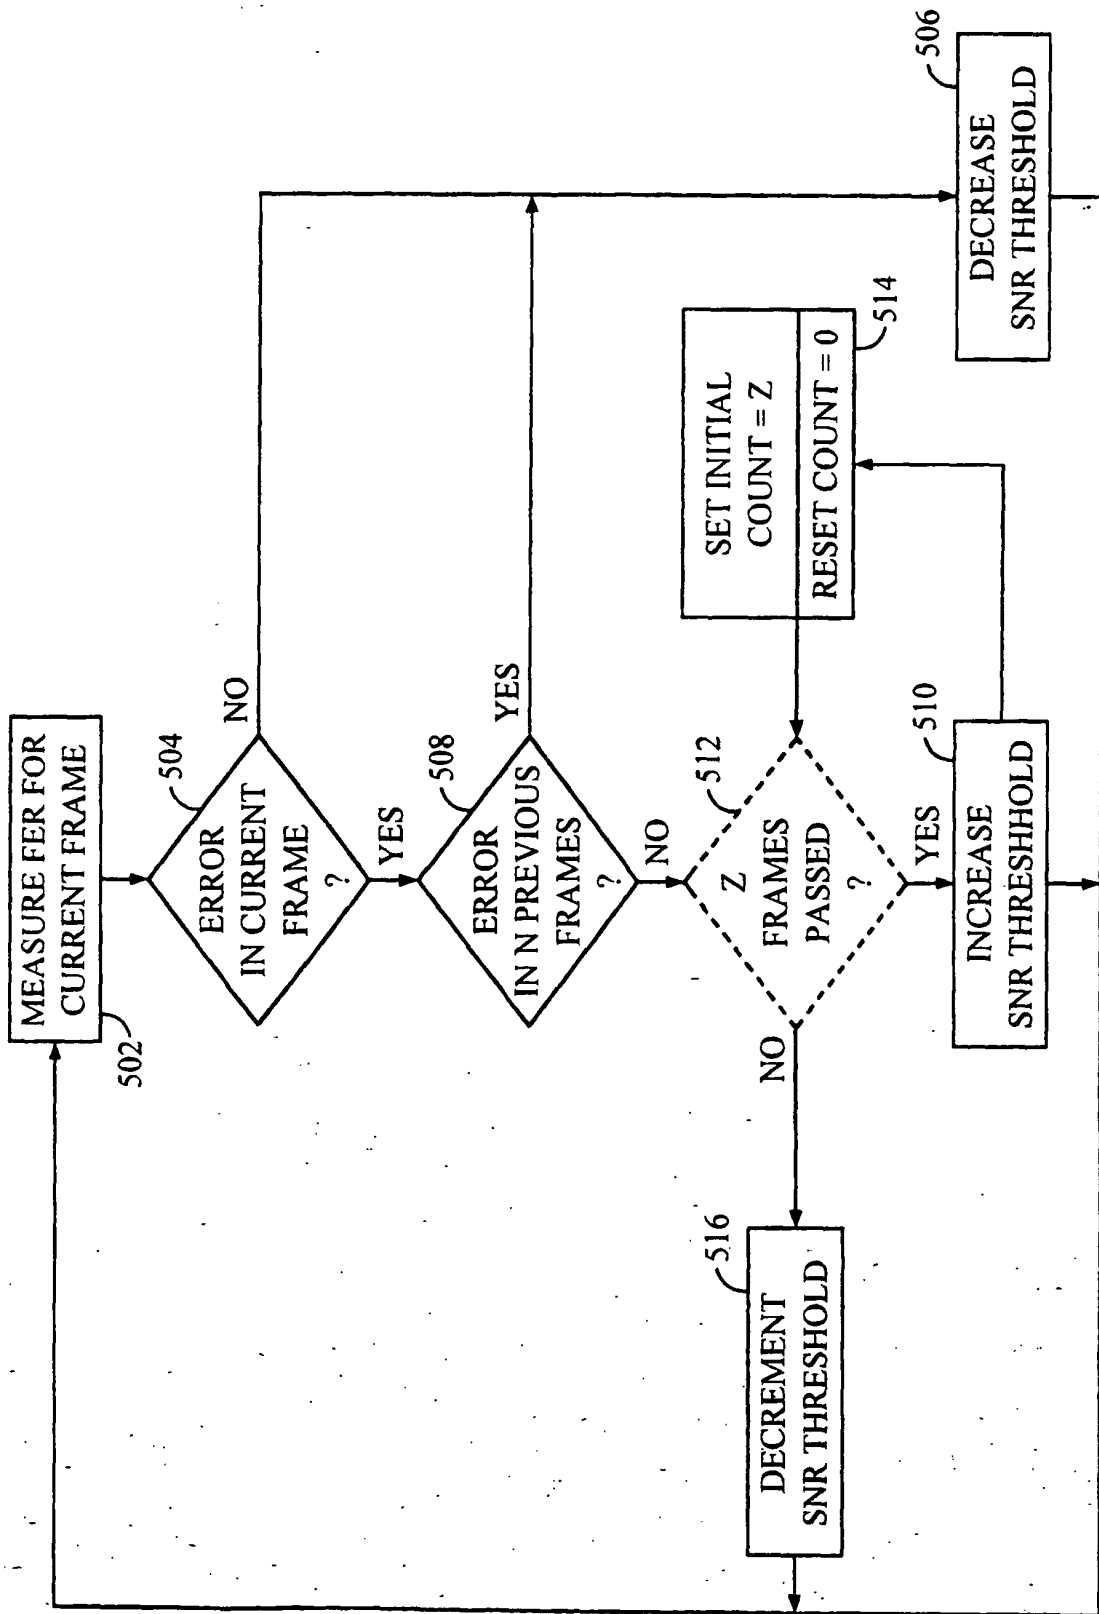 MEASURE FER FOR
CURRENT FRAME
502
504
ERROR
IN CURRENT
FRAME
?
NO
YES
508
ERROR
IN N PREVIOUS
FRAMES
?
YES
NO
512
Z
FRAMES
PASSED
?
NO
YES
SET INITIAL
COUNT = Z
RESET COUNT = 0
514
516
DECREMENT
SNR THRESHOLD
510
INCREASE
SNR THRESHHOLD
506
DECREASE
SNR THRESHOLD